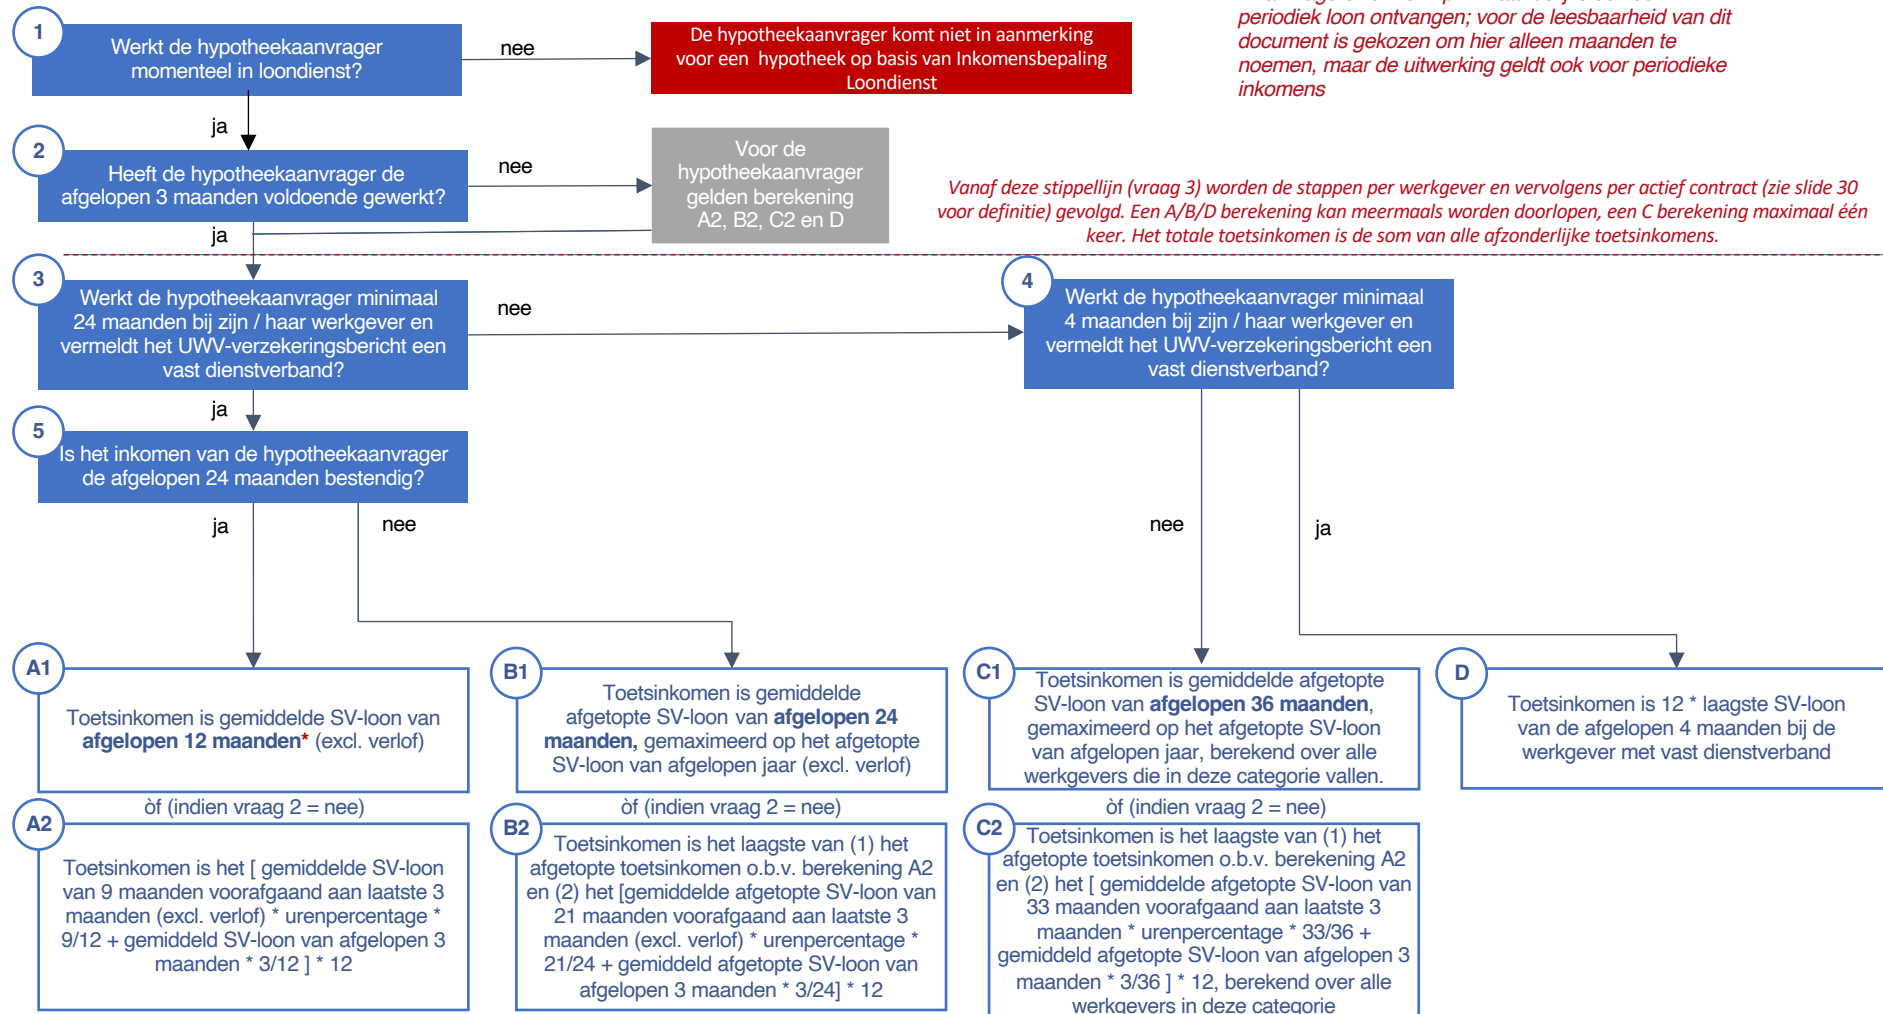 periodiek loon ontvangen; voor de leesbaarheid van dit
document is gekozen om hier alleen maanden te
noemen, maar de uitwerking geldt ook voor periodieke
inkomens
1
Werkt de hypotheekaanvrager
momenteel in loondienst?
nee
De hypotheekaanvrager komt niet in aanmerking
voor een hypotheek op basis van Inkomensbepaling
Loondienst
ja
2
Heeft de hypotheekaanvrager de
afgelopen 3 maanden voldoende gewerkt?
nee
Voor de
hypotheekaanvrager
gelden berekening
A2, B2, C2 en D
ja
Vanaf deze stippellijn (vraag 3) worden de stappen per werkgever en vervolgens per actief contract (zie slide 30
voor definitie) gevolgd. Een A/B/D berekening kan meermaals worden doorlopen, een C berekening maximaal één
keer. Het totale toetsinkomen is de som van alle afzonderlijke toetsinkomens.
3
Werkt de hypotheekaanvrager minimaal
24 maanden bij zijn / haar werkgever en
vermeldt het UWV-verzekeringsbericht een
vast dienstverband?
nee
4
Werkt de hypotheekaanvrager minimaal
4 maanden bij zijn / haar werkgever en
vermeldt het UWV-verzekeringsbericht een
vast dienstverband?
ja
5
Is het inkomen van de hypotheekaanvrager
de afgelopen 24 maanden bestendig?
ja
nee
nee
ja
A1
Toetsinkomen is gemiddelde SV-loon van
afgelopen 12 maanden* (excl. verlof)
B1
Toetsinkomen is gemiddelde
afgetopte SV-loon van afgelopen 24
maanden, gemaximeerd op het afgetopte
SV-loon van afgelopen jaar (excl. verlof)
C1
Toetsinkomen is gemiddelde afgetopte
SV-loon van afgelopen 36 maanden,
gemaximeerd op het afgetopte SV-loon
van afgelopen jaar, berekend over alle
werkgevers die in deze categorie vallen.
D
Toetsinkomen is 12 * laagste SV-loon
van de afgelopen 4 maanden bij de
werkgever met vast dienstverband
òf (indien vraag 2 = nee)
òf (indien vraag 2 = nee)
òf (indien vraag 2 = nee)
A2
Toetsinkomen is het [ gemiddelde SV-loon
van 9 maanden voorafgaand aan laatste 3
maanden (excl. verlof) * urenpercentage *
9/12 + gemiddeld SV-loon van afgelopen 3
maanden * 3/12 ] * 12
B2
Toetsinkomen is het laagste van (1) het
afgetopte toetsinkomen o.b.v. berekening A2
en (2) het [gemiddelde afgetopte SV-loon van
21 maanden voorafgaand aan laatste 3
maanden (excl. verlof) * urenpercentage *
21/24 + gemiddeld afgetopte SV-loon van
afgelopen 3 maanden * 3/24] * 12
C2
Toetsinkomen is het laagste van (1) het
afgetopte toetsinkomen o.b.v. berekening A2
en (2) het [ gemiddelde afgetopte SV-loon van
33 maanden voorafgaand aan laatste 3
maanden * urenpercentage * 33/36 +
gemiddeld afgetopte SV-loon van afgelopen 3
maanden * 3/36 ] * 12, berekend over alle
werkgevers in deze categorie